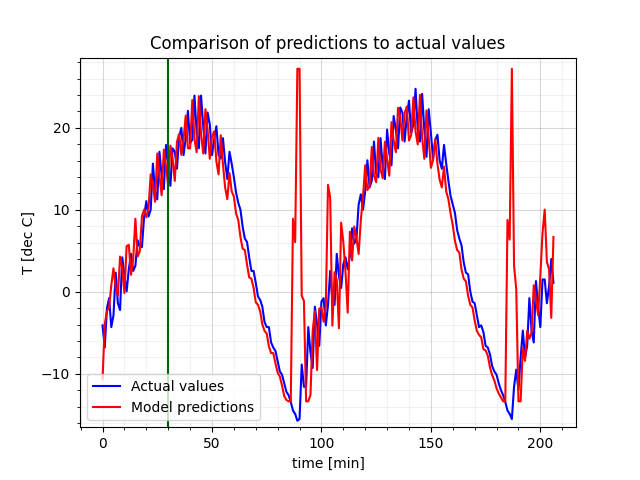 Comparison of predictions to actual values
T [dec C]
20
10
0
−10
Actual values
Model predictions
0
50
100
150
200
time [min]